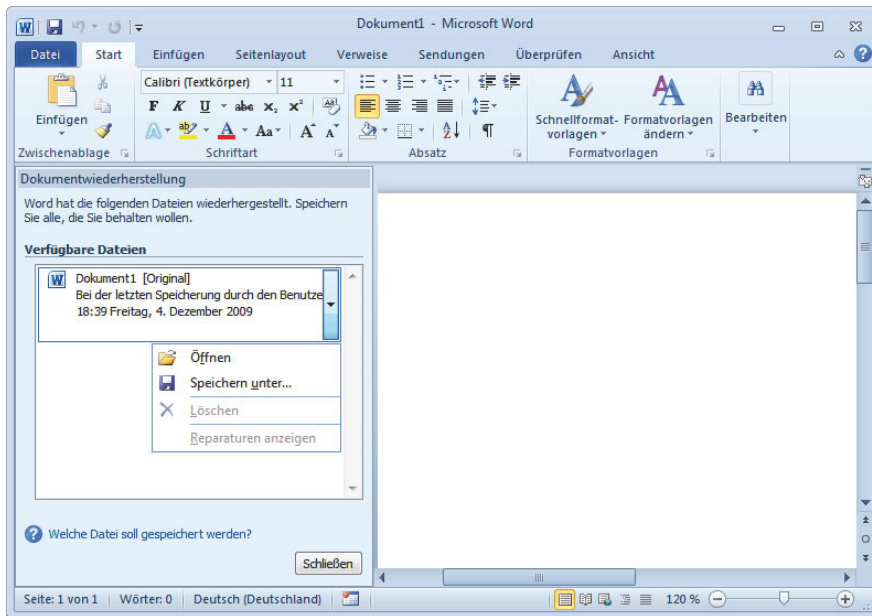 Dokument1 - Microsoft Word
Datei Start Einfügen Seitenlayout Verweise Sendungen Überprüfen Ansicht
Calibri (Textkörper) 11
F K U abc x₂ x²
Aa A A
Einfügen
Schnellformat-
vorlagen
Formatvorlagen
ändern
Bearbeiten
Zwischenablage Schriftart Absatz Formatvorlagen
Dokumentwiederherstellung
Word hat die folgenden Dateien wiederhergestellt. Speichern
Sie alle, die Sie behalten wollen.
Verfügbare Dateien
Dokument1 [Original]
Bei der letzten Speicherung durch den Benutze
18:39 Freitag, 4. Dezember 2009
Öffnen
Speichern unter...
Löschen
Reparaturen anzeigen
Welche Datei soll gespeichert werden?
Schließen
Seite: 1 von 1 Wörter: 0 Deutsch (Deutschland) 120 %